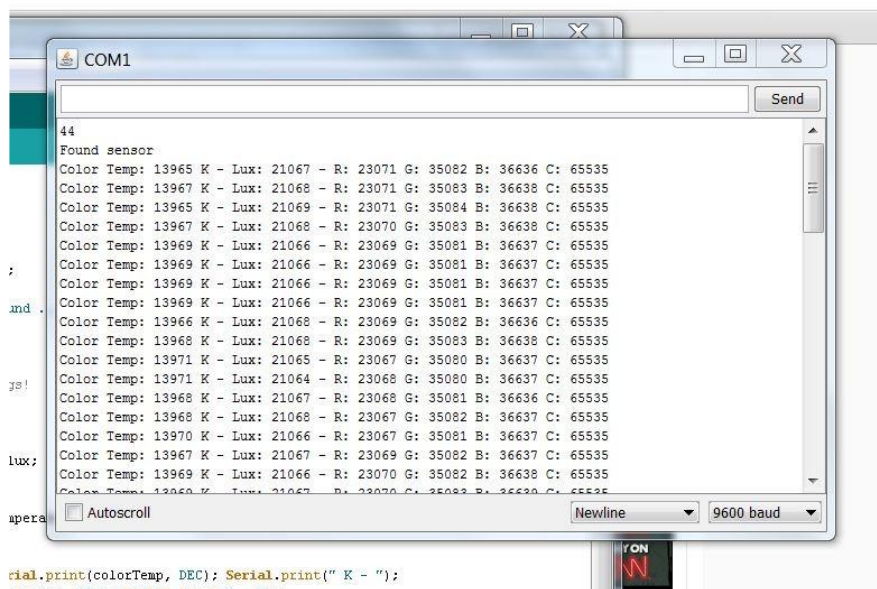 COM1
Send
44
Found sensor
Color Temp: 13965 K - Lux: 21067 - R: 23071 G: 35082 B: 36636 C: 65535
Color Temp: 13967 K - Lux: 21068 - R: 23071 G: 35083 B: 36638 C: 65535
Color Temp: 13965 K - Lux: 21069 - R: 23071 G: 35084 B: 36638 C: 65535
Color Temp: 13967 K - Lux: 21068 - R: 23070 G: 35083 B: 36638 C: 65535
Color Temp: 13969 K - Lux: 21066 - R: 23069 G: 35081 B: 36637 C: 65535
Color Temp: 13969 K - Lux: 21066 - R: 23069 G: 35081 B: 36637 C: 65535
Color Temp: 13969 K - Lux: 21066 - R: 23069 G: 35081 B: 36637 C: 65535
Color Temp: 13969 K - Lux: 21066 - R: 23069 G: 35081 B: 36637 C: 65535
Color Temp: 13966 K - Lux: 21068 - R: 23069 G: 35082 B: 36636 C: 65535
Color Temp: 13968 K - Lux: 21068 - R: 23069 G: 35083 B: 36638 C: 65535
Color Temp: 13971 K - Lux: 21065 - R: 23067 G: 35080 B: 36637 C: 65535
Color Temp: 13971 K - Lux: 21064 - R: 23068 G: 35080 B: 36637 C: 65535
Color Temp: 13968 K - Lux: 21067 - R: 23068 G: 35081 B: 36636 C: 65535
Color Temp: 13968 K - Lux: 21068 - R: 23067 G: 35082 B: 36637 C: 65535
Color Temp: 13970 K - Lux: 21066 - R: 23067 G: 35081 B: 36637 C: 65535
Color Temp: 13967 K - Lux: 21067 - R: 23069 G: 35082 B: 36637 C: 65535
Color Temp: 13969 K - Lux: 21066 - R: 23070 G: 35082 B: 36638 C: 65535
Autoscroll
Newline
9600 baud
;
und .
gs!
lux;
mpera
rial.print(colorTemp, DEC); Serial.print(" K - ");
Y ON